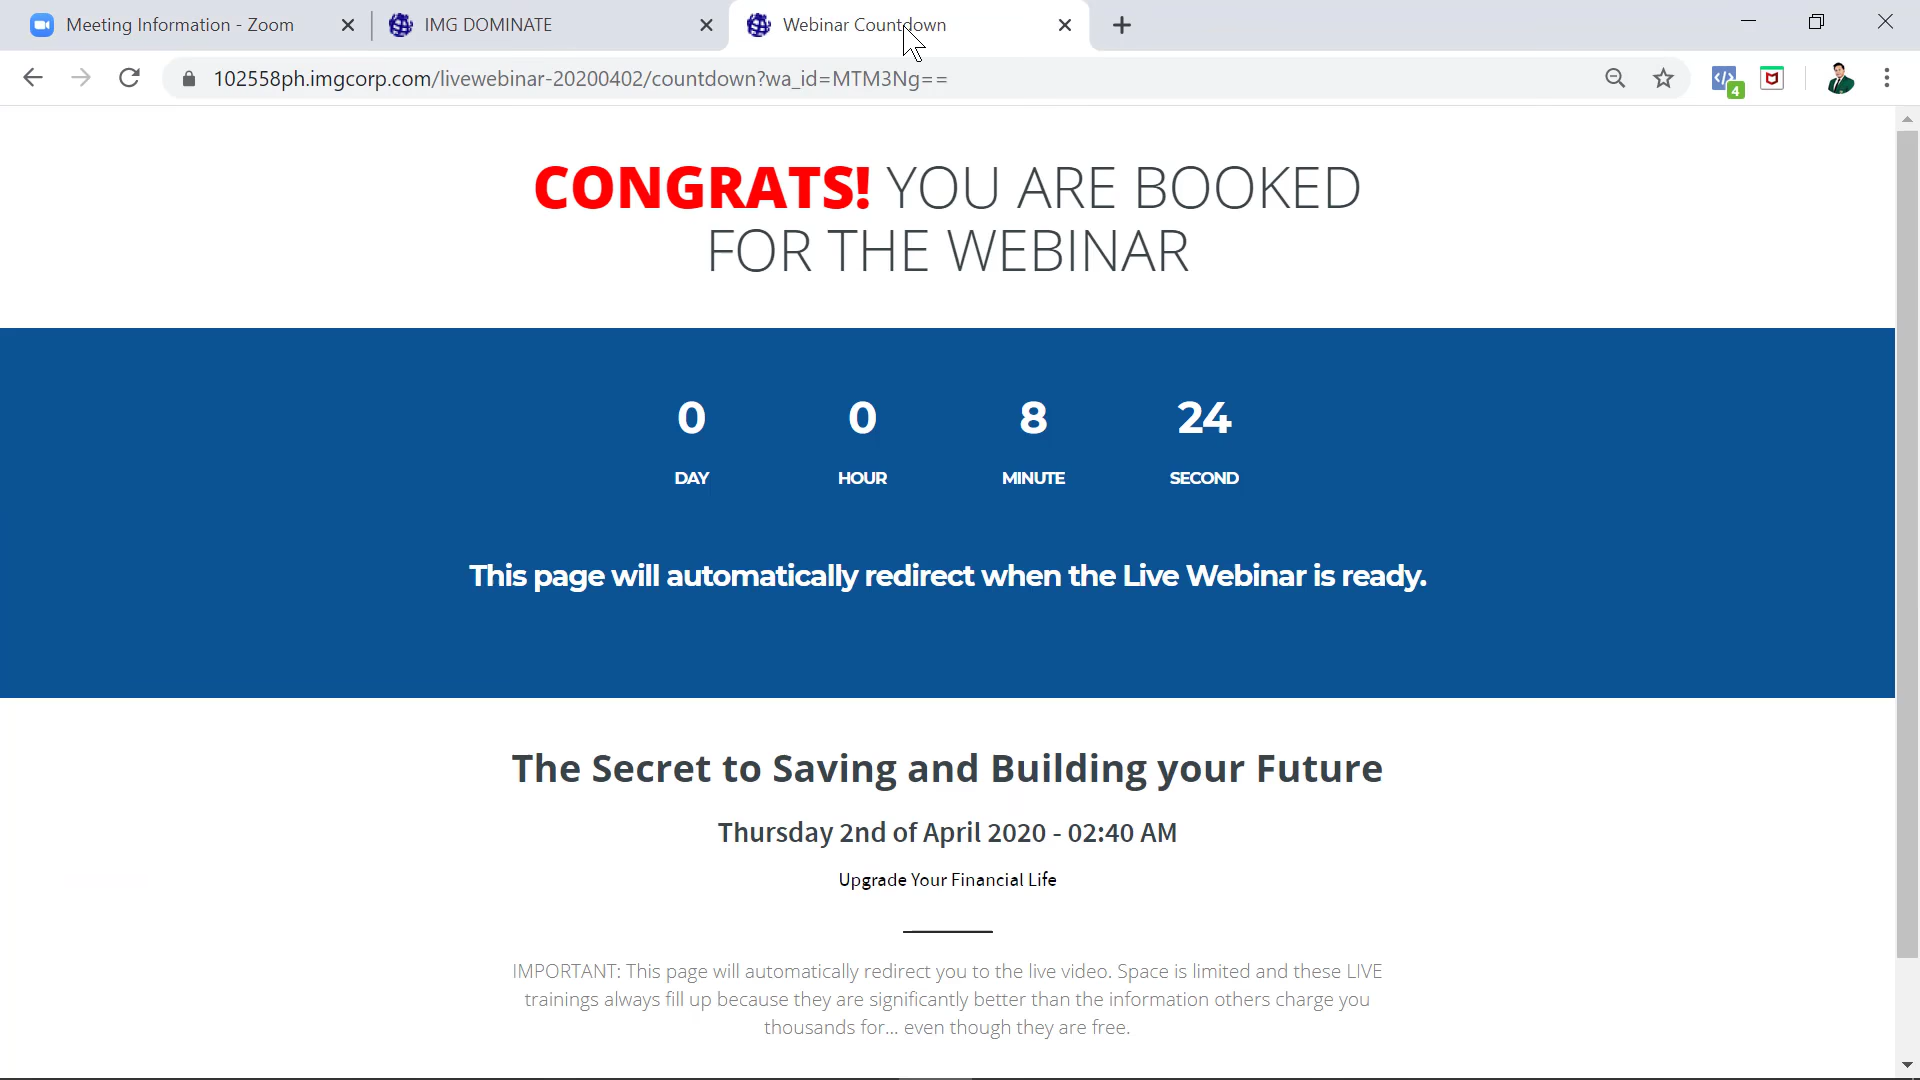 Meeting Information - Zoom
IMG DOMINATE
Webinar Countdown
102558ph.imgcorp.com/livewebinar-20200402/countdown?wa_id=MTM3Ng==
4
CONGRATS! YOU ARE BOOKED
FOR THE WEBINAR
0 0 8 24
DAY HOUR MINUTE SECOND
This page will automatically redirect when the Live Webinar is ready.
The Secret to Saving and Building your Future
Thursday 2nd of April 2020 - 02:40 AM
Upgrade Your Financial Life
IMPORTANT: This page will automatically redirect you to the live video. Space is limited and these LIVE
trainings always fill up because they are significantly better than the information others charge you
thousands for... even though they are free.